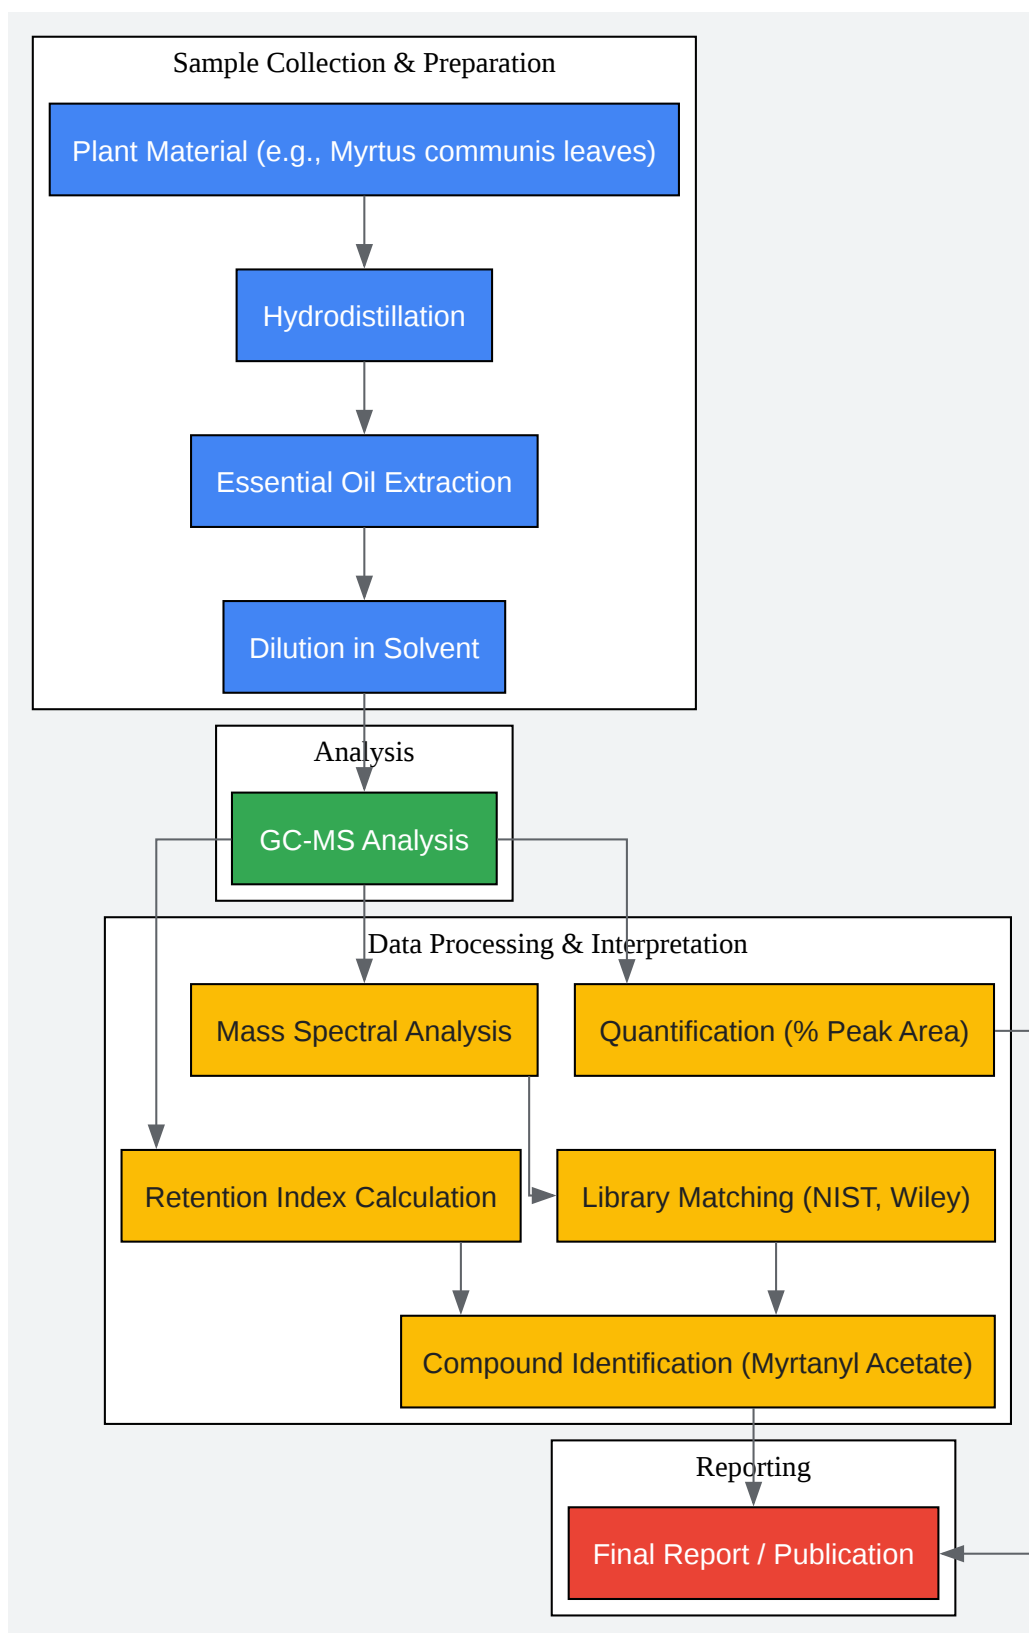 Sample Collection & Preparation
Plant Material (e.g., Myrtus communis leaves)
Hydrodistillation
Essential Oil Extraction
Dilution in Solvent
Analysis
GC-MS Analysis
Data Processing & Interpretation
Mass Spectral Analysis
Quantification (% Peak Area)
Retention Index Calculation
Library Matching (NIST, Wiley)
Compound Identification (Myrtanyl Acetate)
Reporting
Final Report / Publication